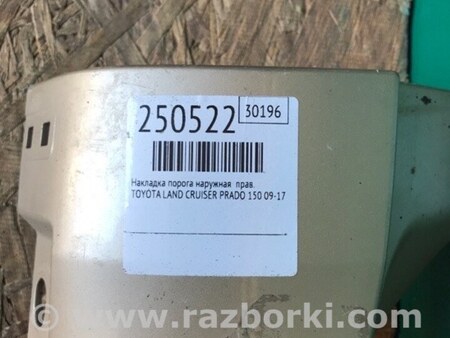 250522 30196
Накладка порога наружная прав.
TOYOTA LAND CRUISER PRADO 150 09-17
© www.razborki.com